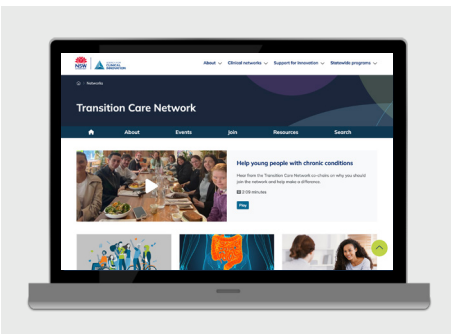 NSW
About
Clinical networks
Support for innovation
Statewide programs
Networks
Transition Care Network
About
Events
Join
Resources
Search
Help young people with chronic conditions
Hear from the Transition Care Network co-chairs on why you should
join the network and help make a difference.
2:09 minutes
Play